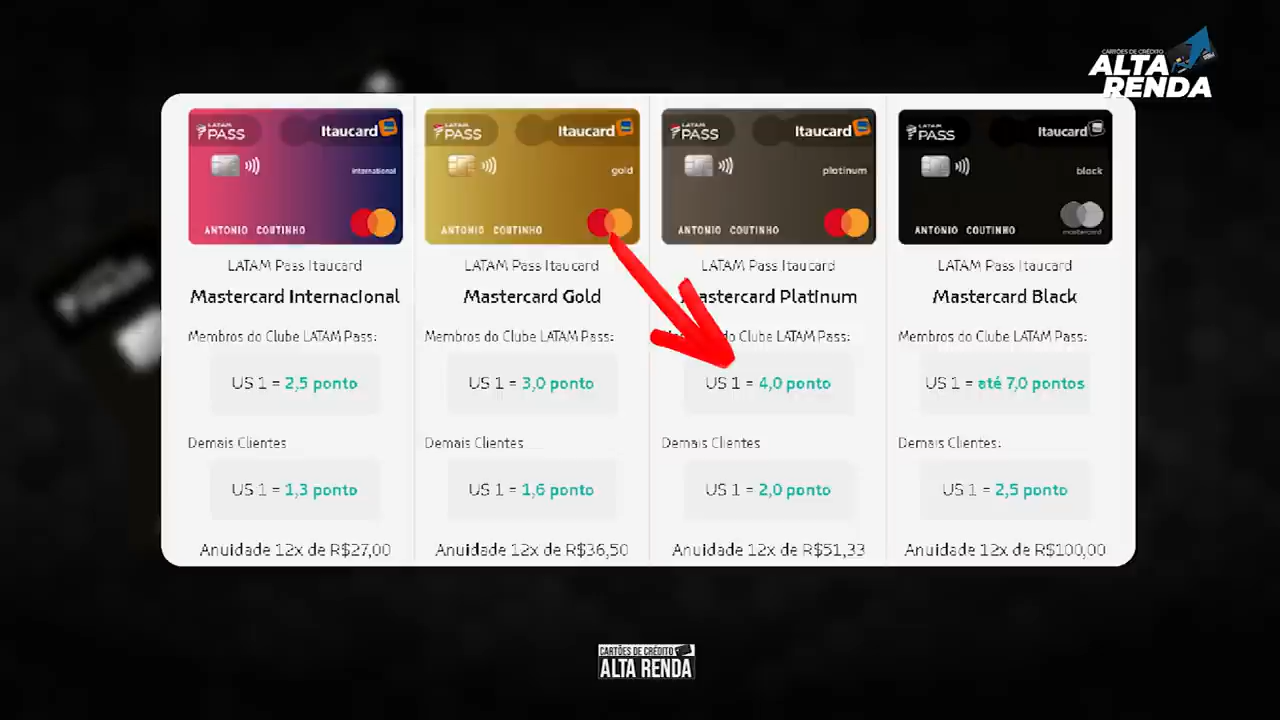 CARTÕES DE CRÉDITO
ALTA
RENDA
LATAM
PASS
Itaucard
international
ANTONIO COUTINHO
LATAM Pass Itaucard
Mastercard Internacional
Membros do Clube LATAM Pass:
US 1 = 2,5 ponto
Demais Clientes
US 1 = 1,3 ponto
Anuidade 12x de R$27,00
LATAM
PASS
Itaucard
gold
ANTONIO COUTINHO
LATAM Pass Itaucard
Mastercard Gold
Membros do Clube LATAM Pass:
US 1 = 3,0 ponto
Demais Clientes
US 1 = 1,6 ponto
Anuidade 12x de R$36,50
LATAM
PASS
Itaucard
platinum
ANTONIO COUTINHO
LATAM Pass Itaucard
astercard Platinum
do Clube LATAM Pass:
US 1 = 4,0 ponto
Demais Clientes
US 1 = 2,0 ponto
Anuidade 12x de R$51,33
LATAM
PASS
Itaucard
black
ANTONIO COUTINHO
mastercard
LATAM Pass Itaucard
Mastercard Black
Membros do Clube LATAM Pass:
US 1 = até 7,0 pontos
Demais Clientes:
US 1 = 2,5 ponto
Anuidade 12x de R$100,00
CARTÕES DE CRÉDITO
ALTA RENDA